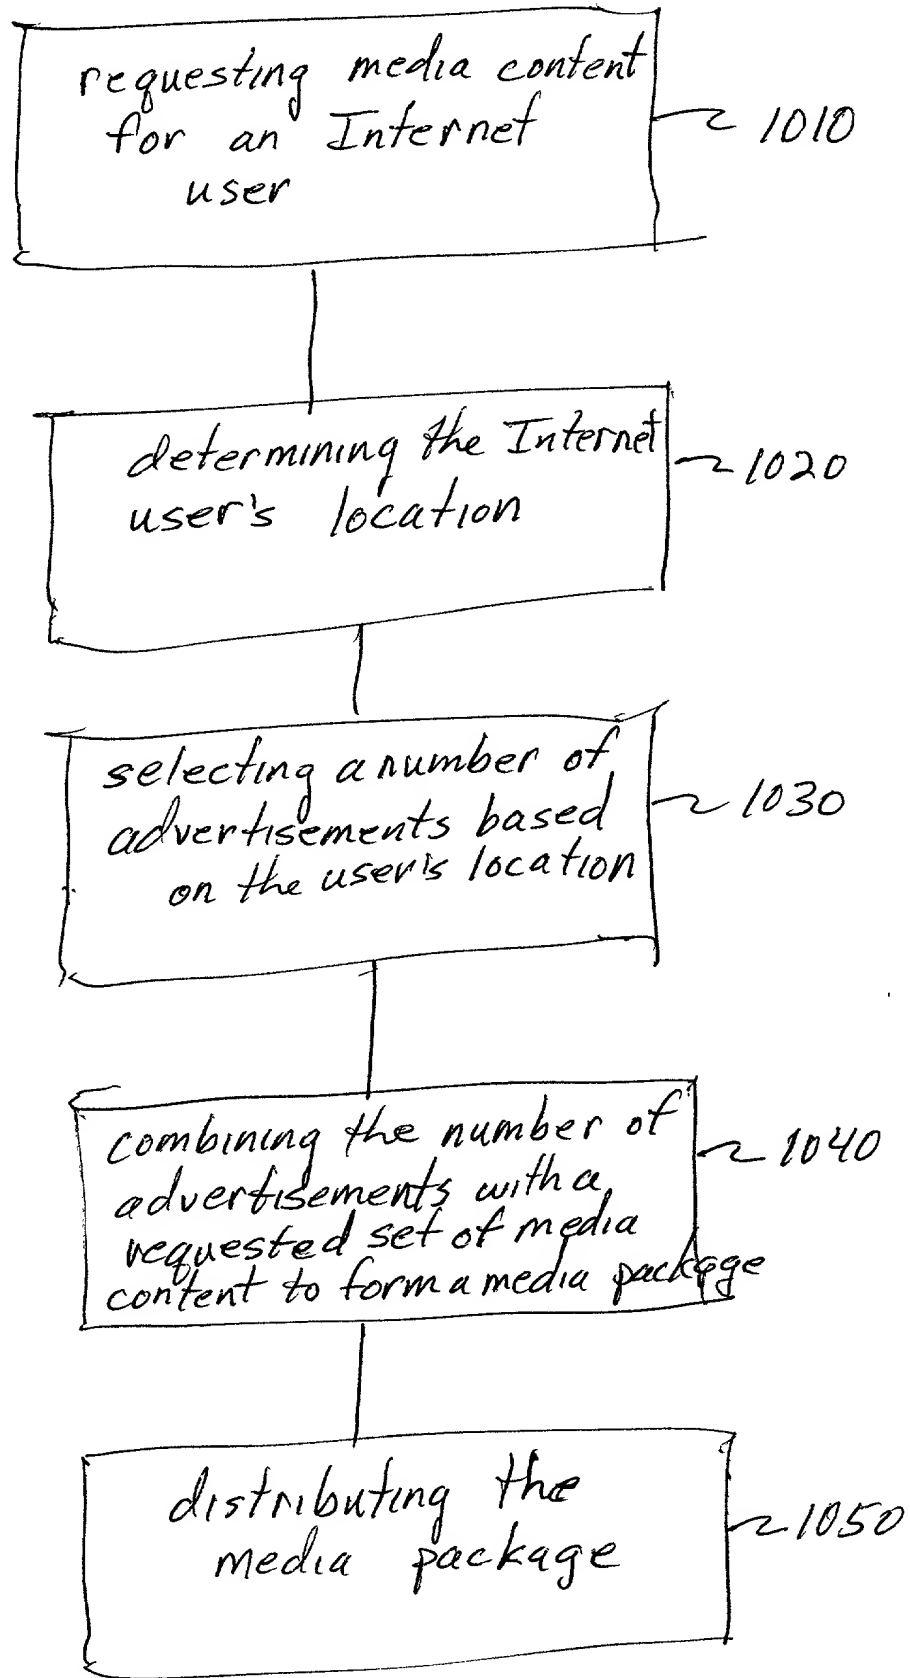 requesting media content
for an Internet
user
1010
determining the Internet
user's location
1020
selecting a number of
advertisements based
on the user's location
1030
combining the number of
advertisements with a
requested set of media
content to form a media package
1040
distributing the
media package
1050